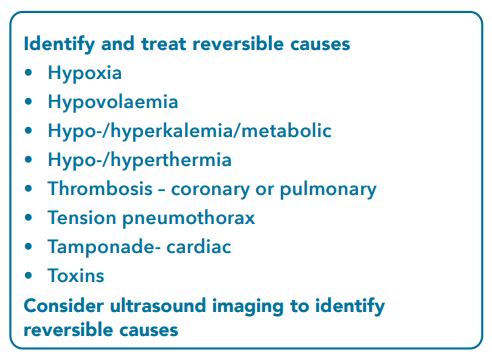 Identify and treat reversible causes
• Hypoxia
• Hypovolaemia
• Hypo-/hyperkalemia/metabolic
• Hypo-/hyperthermia
• Thrombosis – coronary or pulmonary
• Tension pneumothorax
• Tamponade- cardiac
• Toxins
Consider ultrasound imaging to identify
reversible causes